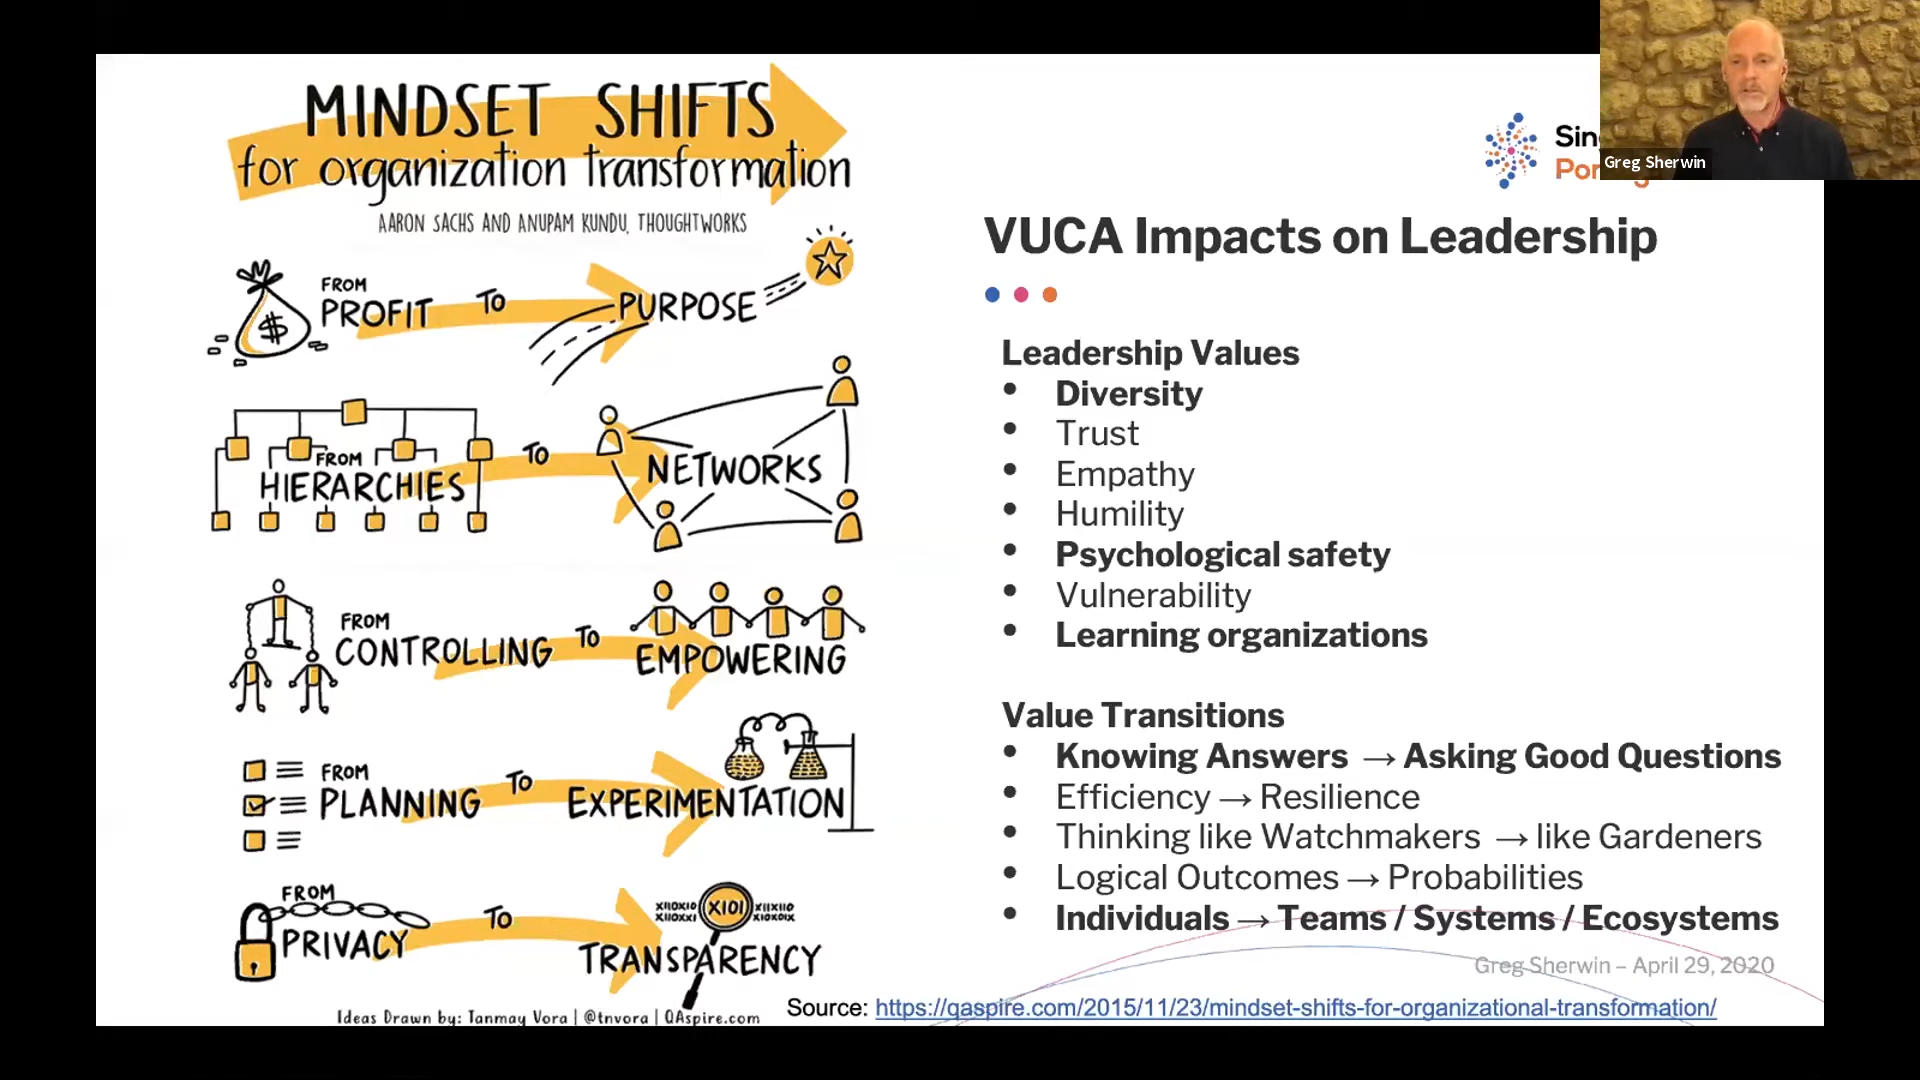 MINDSET SHIFTS
for organization transformation
AARON SACHS AND ANUPAM KUNDU, THOUGHTWORKS
FROM
PROFIT TO PURPOSE
$
FROM
HIERARCHIES TO NETWORKS
FROM
CONTROLLING TO EMPOWERING
FROM
PLANNING TO EXPERIMENTATION
FROM
PRIVACY TO TRANSPARENCY
X101
Ideas Drawn by: Tanmay Vora | @tnvora | QAspire.com
Greg Sherwin
VUCA Impacts on Leadership
Leadership Values
• Diversity
• Trust
• Empathy
• Humility
• Psychological safety
• Vulnerability
• Learning organizations
Value Transitions
• Knowing Answers → Asking Good Questions
• Efficiency → Resilience
• Thinking like Watchmakers → like Gardeners
• Logical Outcomes → Probabilities
• Individuals → Teams / Systems / Ecosystems
Greg Sherwin – April 29, 2020
Source: https://qaspire.com/2015/11/23/mindset-shifts-for-organizational-transformation/